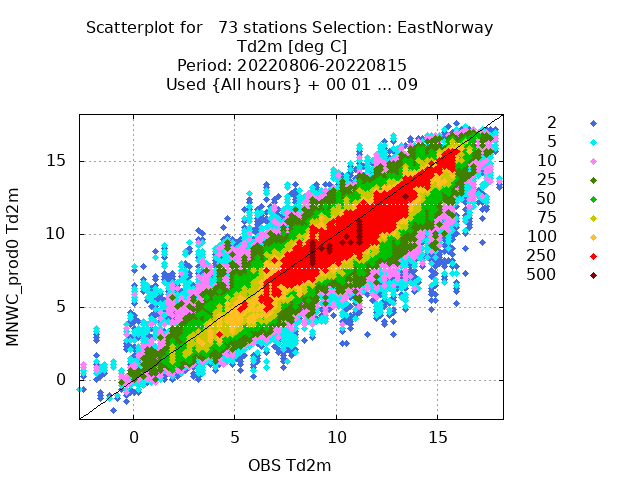 Scatterplot for   73 stations Selection: EastNorway
Td2m [deg C]
Period: 20220806-20220815
Used {All hours} + 00 01 ... 09
MNWC_prod0 Td2m
15
10
5
0
0 5 10 15
OBS Td2m
2
5
10
25
50
75
100
250
500